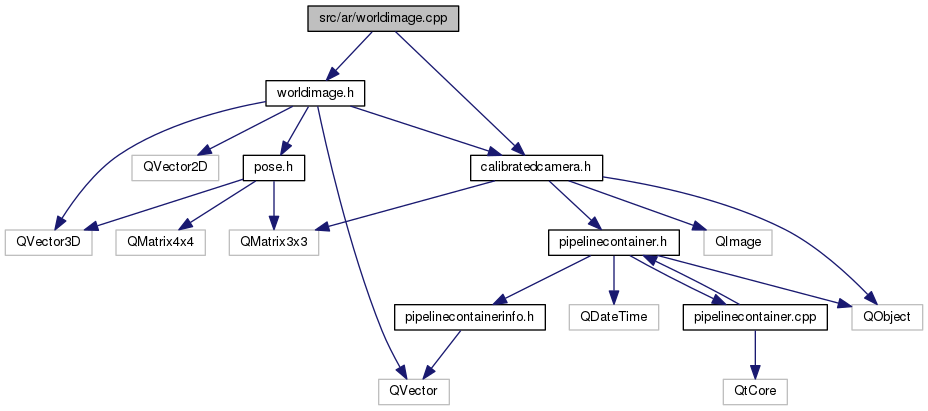 src/ar/worldimage.cpp
worldimage.h
QVector2D
pose.h
calibratedcamera.h
QVector3D
QMatrix4x4
QMatrix3x3
pipelinecontainer.h
QImage
pipelinecontainerinfo.h
QDateTime
pipelinecontainer.cpp
QObject
QVector
QtCore